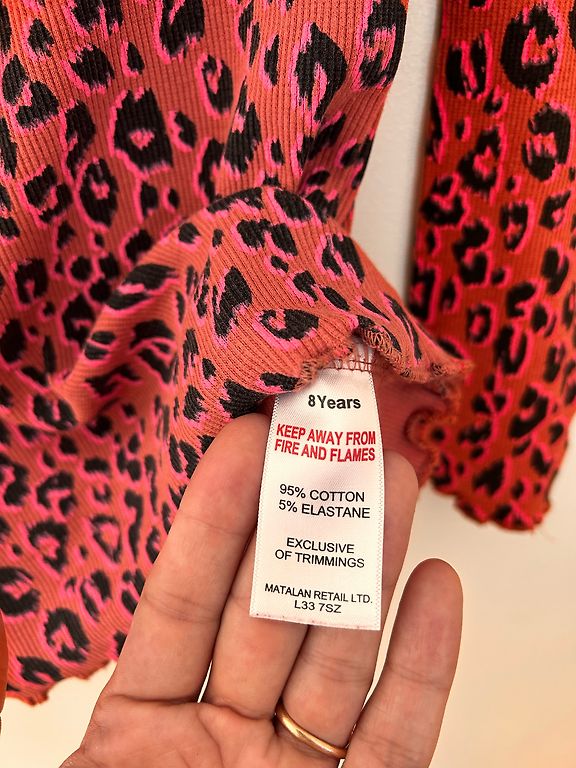 8 Years
KEEP AWAY FROM
FIRE AND FLAMES
95% COTTON
5% ELASTANE
EXCLUSIVE
OF TRIMMINGS
MATALAN RETAIL LTD.
L33 7SZ